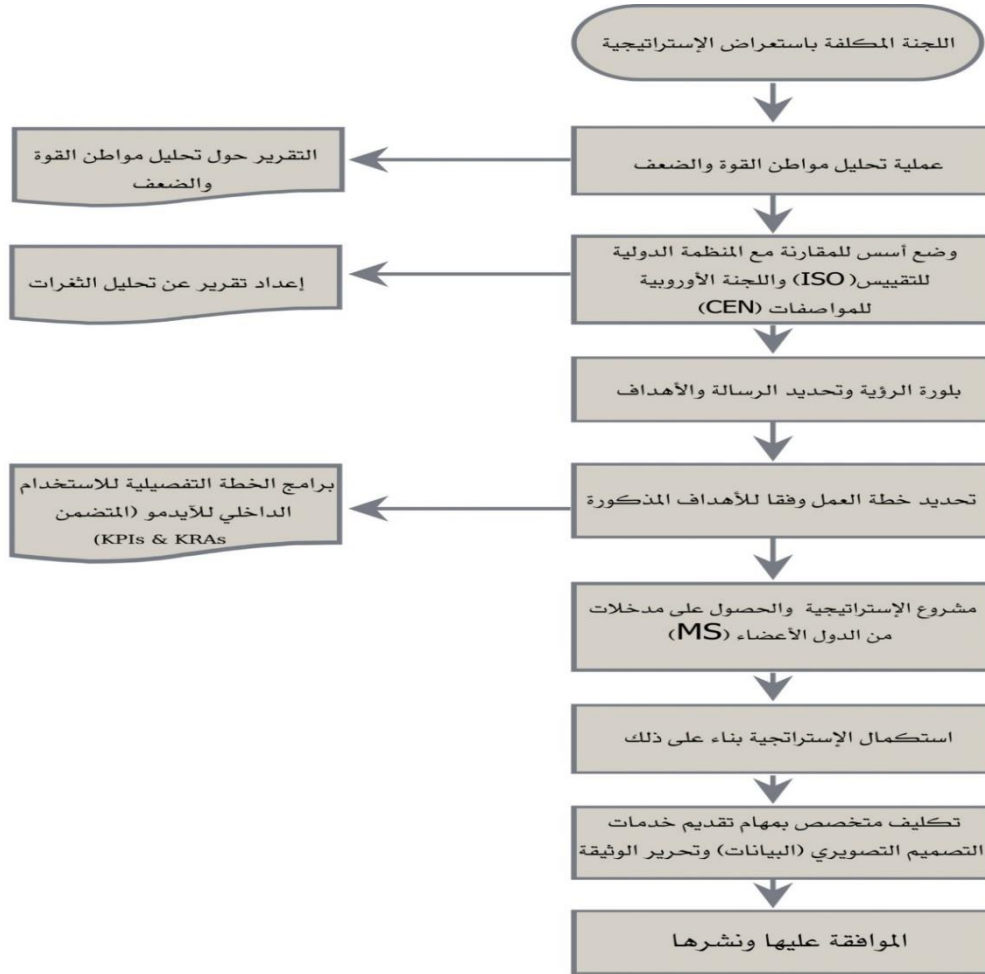 اللجنة المكلفة باستعراض الإستراتيجية
عملية تحليل مواطن القوة والضعف
التقرير حول تحليل مواطن القوة
والضعف
وضع أسس للمقارنة مع المنظمة الدولية
للتقييس( ISO) واللجنة الأوروبية
للمواصفات (CEN)
إعداد تقرير عن تحليل الثغرات
بلورة الرؤية وتحديد الرسالة والأهداف
تحديد خطة العمل وفقا للأهداف المذكورة
برامج الخطة التفصيلية للاستخدام
الداخلي للآيدمو (المتضمن
KPIs & KRAs)
مشروع الإستراتيجية والحصول على مدخلات
من الدول الأعضاء (MS)
استكمال الإستراتجية بناء على ذلك
تكليف متخصص بمهام تقديم خدمات
التصميم التصويري (البيانات) وتحرير الوثيقة
الموافقة عليها ونشرها